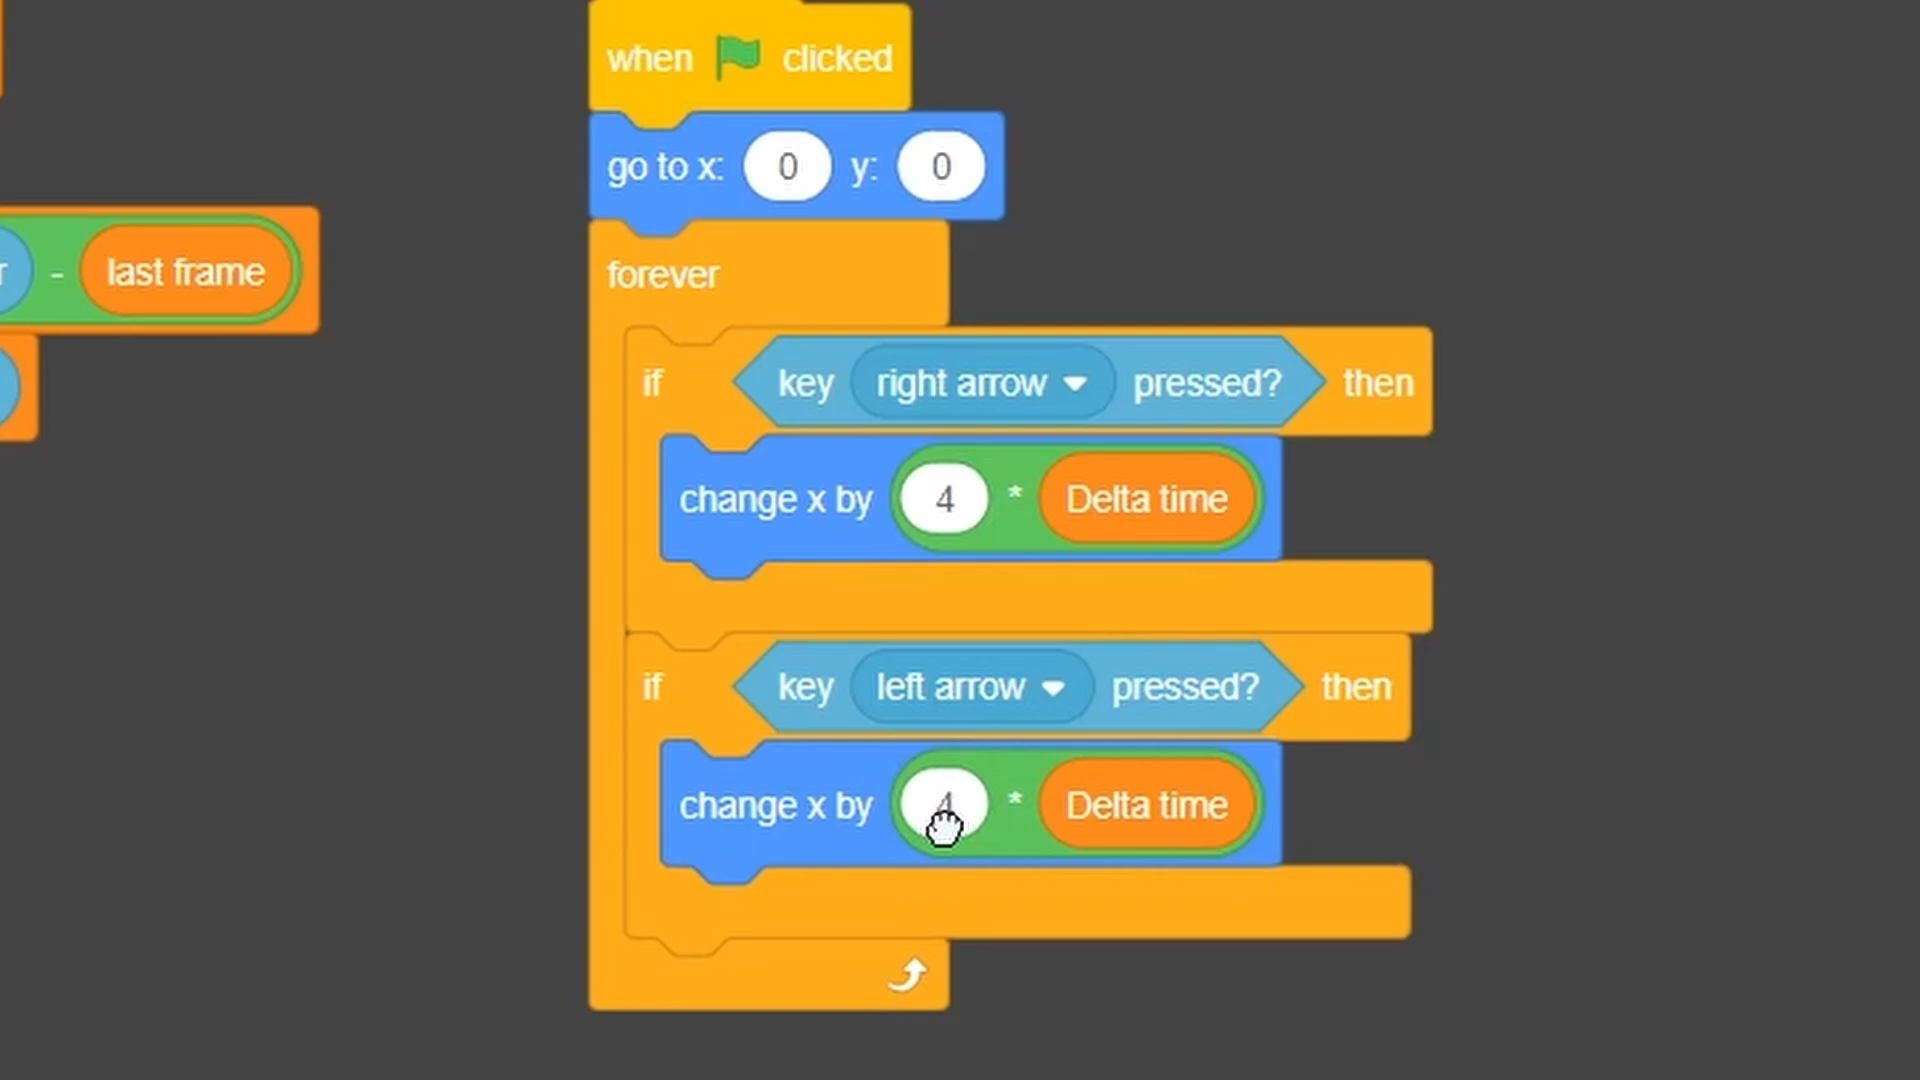 when clicked
go to x: 0 y: 0
forever
r - last frame
if key right arrow pressed? then
change x by 4 * Delta time
if key left arrow pressed? then
change x by 4 * Delta time